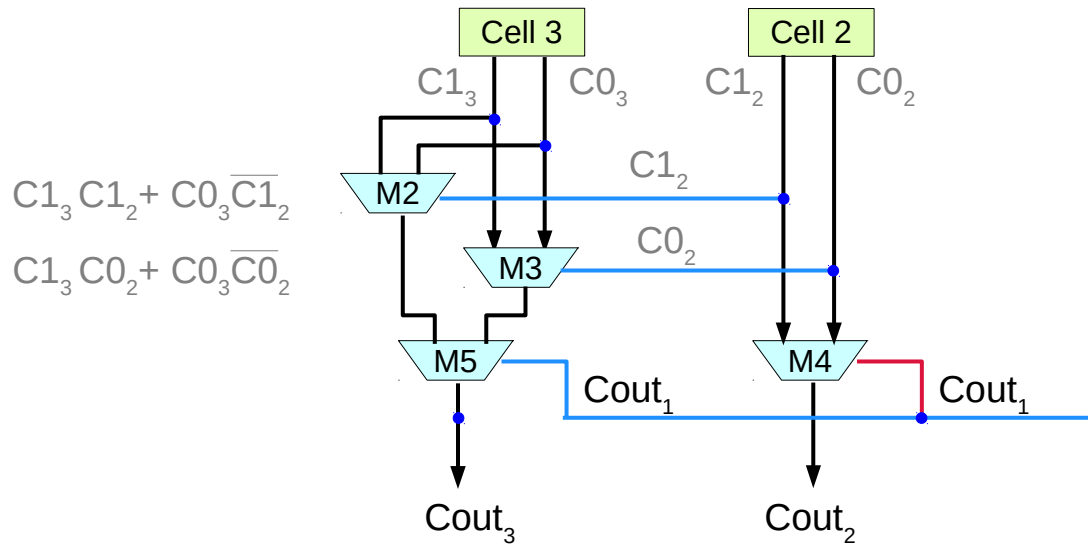 Cell 3
Cell 2
C1₃
C0₃
C1₂
C0₂
C1₂
M2
C1₃ C1₂+ C0₃C̅1̅₂
C0₂
C1₃ C0₂+ C0₃C̅0̅₂
M3
M5
M4
Cout₁
Cout₁
Cout₃
Cout₂